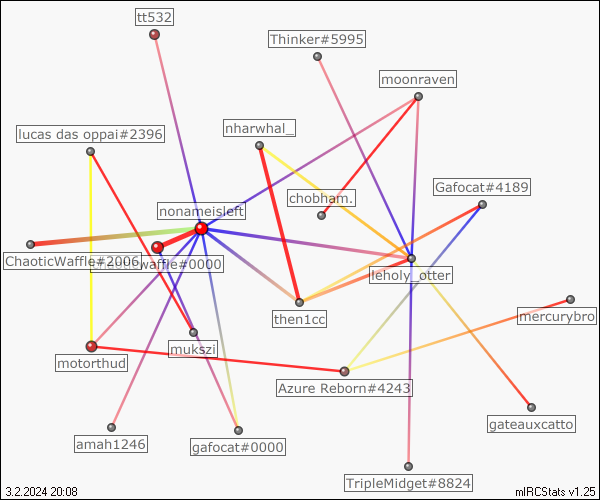 tt532
Thinker#5995
moonraven
nharwhal_
lucas das oppai#2396
Gafocat#4189
chobham.
nonameisleft
ChaoticWaffle#2006
waffle#0000
leholy_otter
then1cc
mercurybro
mukszi
motorthud
Azure Reborn#4243
gateauxcatto
amah1246
gafocat#0000
TripleMidget#8824
3.2.2024 20:08
mIRCStats v1.25